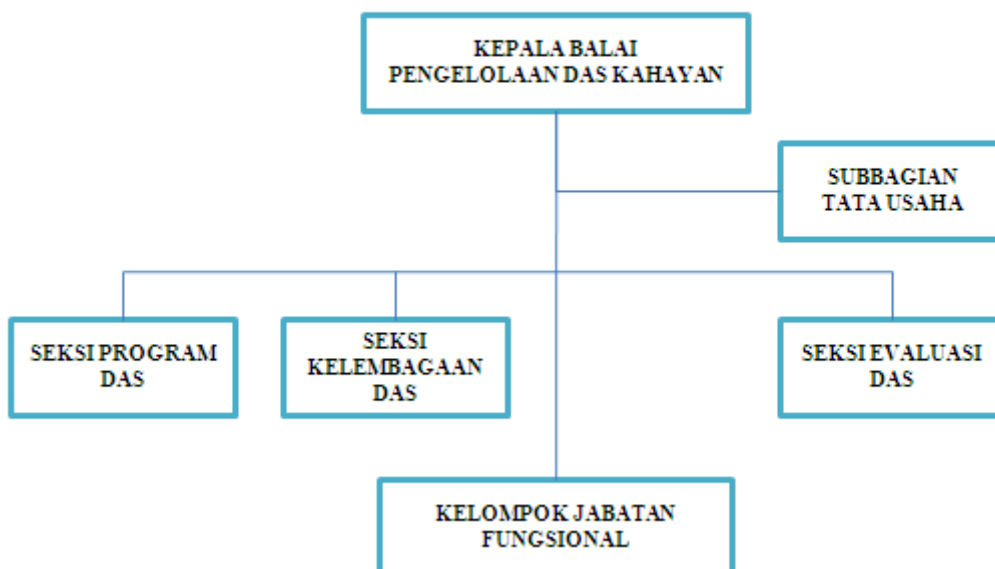 KEPALA BALAI
PENGELOLAAN DAS KAHAYAN
SUBBAGIAN
TATA USAHA
SEKSI PROGRAM
DAS
SEKSI
KELEMBAGAAN
DAS
SEKSI EVALUASI
DAS
KELOMPOK JABATAN
FUNGSIONAL